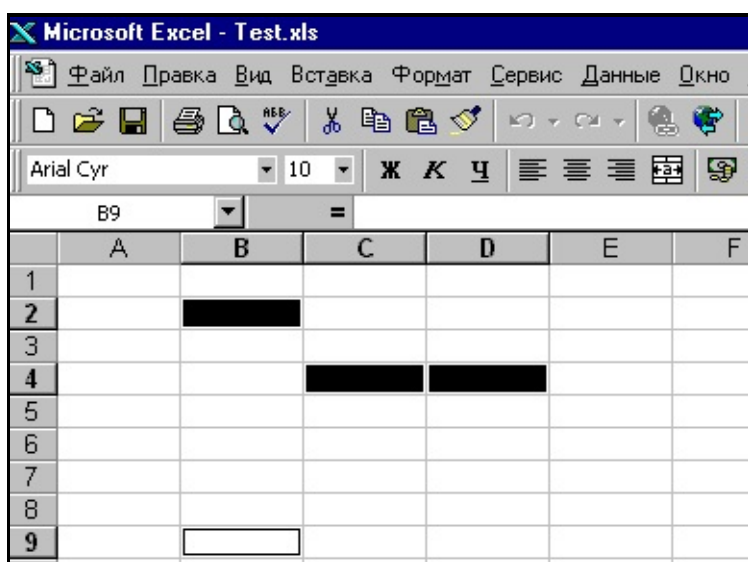 Microsoft Excel - Test.xls
Файл Правка Вид Вставка Формат Сервис Данные Окно
ABC
Arial Cyr 10 Ж К Ч a
B9 =
A B C D E F
1
2
3
4
5
6
7
8
9